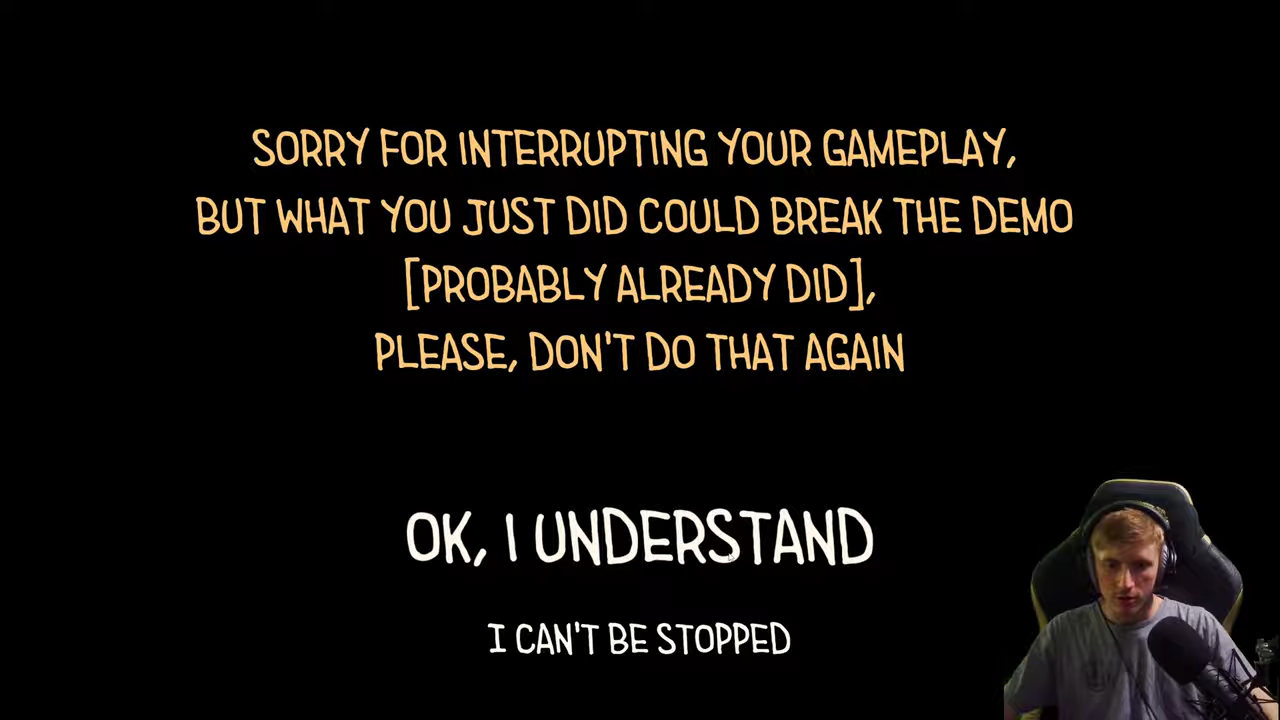 SORRY FOR INTERRUPTING YOUR GAMEPLAY,
BUT WHAT YOU JUST DID COULD BREAK THE DEMO
[PROBABLY ALREADY DID],
PLEASE, DON'T DO THAT AGAIN
OK, I UNDERSTAND
I CAN'T BE STOPPED